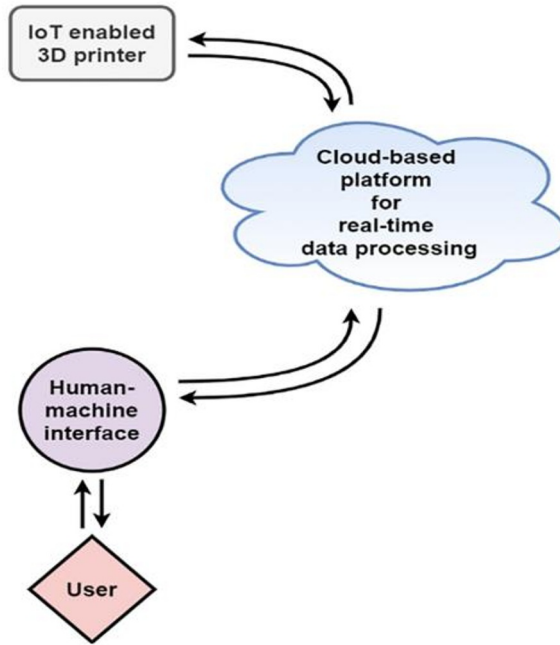 IoT enabled
3D printer
Cloud-based
platform
for
real-time
data processing
Human-
machine
interface
User